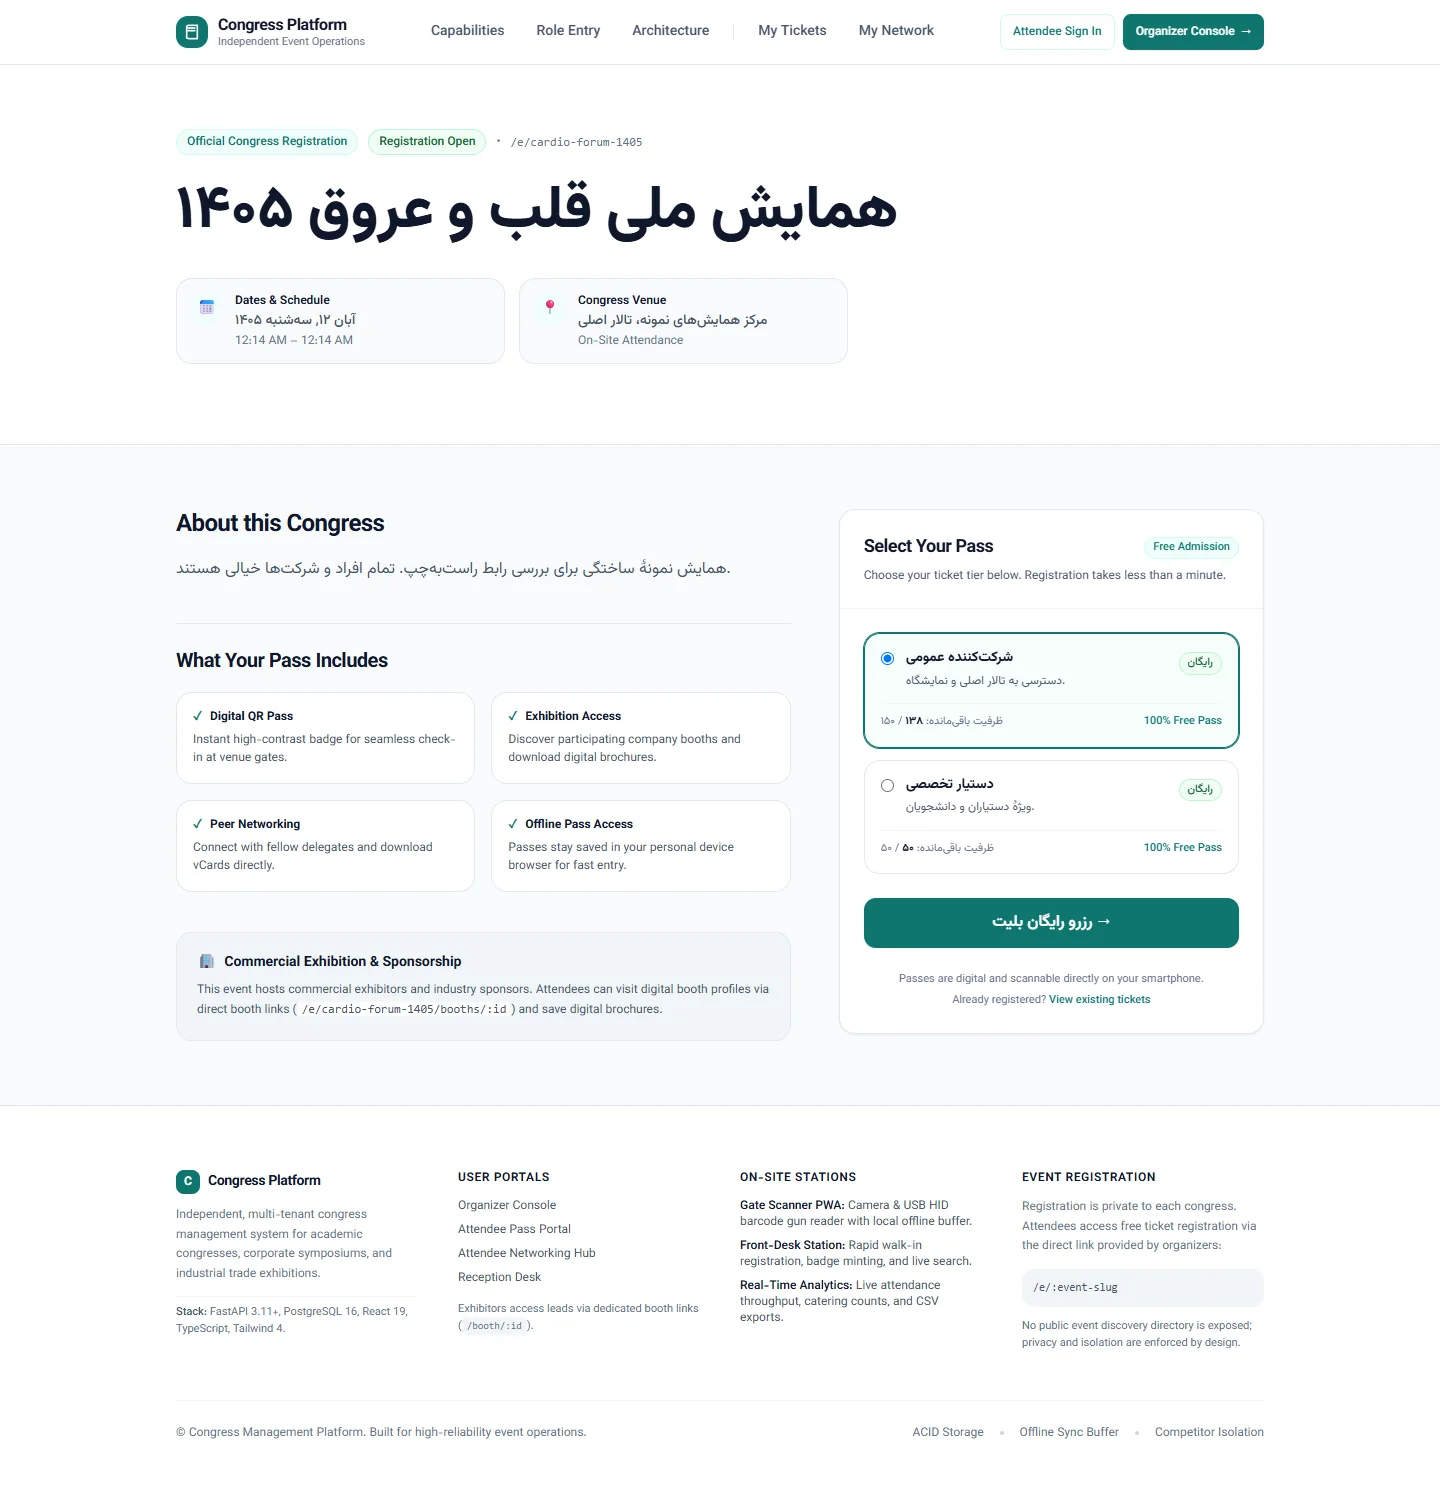 Congress Platform
Independent Event Operations
Capabilities
Role Entry
Architecture
My Tickets
My Network
Attendee Sign In
Organizer Console →
Official Congress Registration
Registration Open
• /e/cardio-forum-1405
همایش ملی قلب و عروق ۱۴۰۵
Dates & Schedule
آبان ۱۲, سه‌شنبه ۱۴۰۵
12:14 AM – 12:14 AM
Congress Venue
مرکز همایش‌های نمونه، تالار اصلی
On-Site Attendance
About this Congress
همایش نمونهٔ ساختگی برای بررسی رابط راست‌به‌چپ. تمام افراد و شرکت‌ها خیالی هستند.
What Your Pass Includes
✓ Digital QR Pass
Instant high-contrast badge for seamless check-
in at venue gates.
✓ Exhibition Access
Discover participating company booths and
download digital brochures.
✓ Peer Networking
Connect with fellow delegates and download
vCards directly.
✓ Offline Pass Access
Passes stay saved in your personal device
browser for fast entry.
Commercial Exhibition & Sponsorship
This event hosts commercial exhibitors and industry sponsors. Attendees can visit digital booth profiles via
direct booth links ( /e/cardio-forum-1405/booths/:id ) and save digital brochures.
Select Your Pass
Free Admission
Choose your ticket tier below. Registration takes less than a minute.
شرکت‌کننده عمومی
رایگان
دسترسی به تالار اصلی و نمایشگاه.
ظرفیت باقی‌مانده: ۱۳۸ / ۱۵۰
100% Free Pass
دستیار تخصصی
رایگان
ویژهٔ دستیاران و دانشجویان.
ظرفیت باقی‌مانده: ۵۰ / ۵۰
100% Free Pass
رزرو رایگان بلیت →
Passes are digital and scannable directly on your smartphone.
Already registered? View existing tickets
C Congress Platform
Independent, multi-tenant congress
management system for academic
congresses, corporate symposiums, and
industrial trade exhibitions.
Stack: FastAPI 3.11+, PostgreSQL 16, React 19,
TypeScript, Tailwind 4.
USER PORTALS
Organizer Console
Attendee Pass Portal
Attendee Networking Hub
Reception Desk
Exhibitors access leads via dedicated booth links
( /booth/:id ).
ON-SITE STATIONS
Gate Scanner PWA: Camera & USB HID
barcode gun reader with local offline buffer.
Front-Desk Station: Rapid walk-in
registration, badge minting, and live search.
Real-Time Analytics: Live attendance
throughput, catering counts, and CSV
exports.
EVENT REGISTRATION
Registration is private to each congress.
Attendees access free ticket registration via
the direct link provided by organizers:
/e/:event-slug
No public event discovery directory is exposed;
privacy and isolation are enforced by design.
© Congress Management Platform. Built for high-reliability event operations.
ACID Storage • Offline Sync Buffer • Competitor Isolation